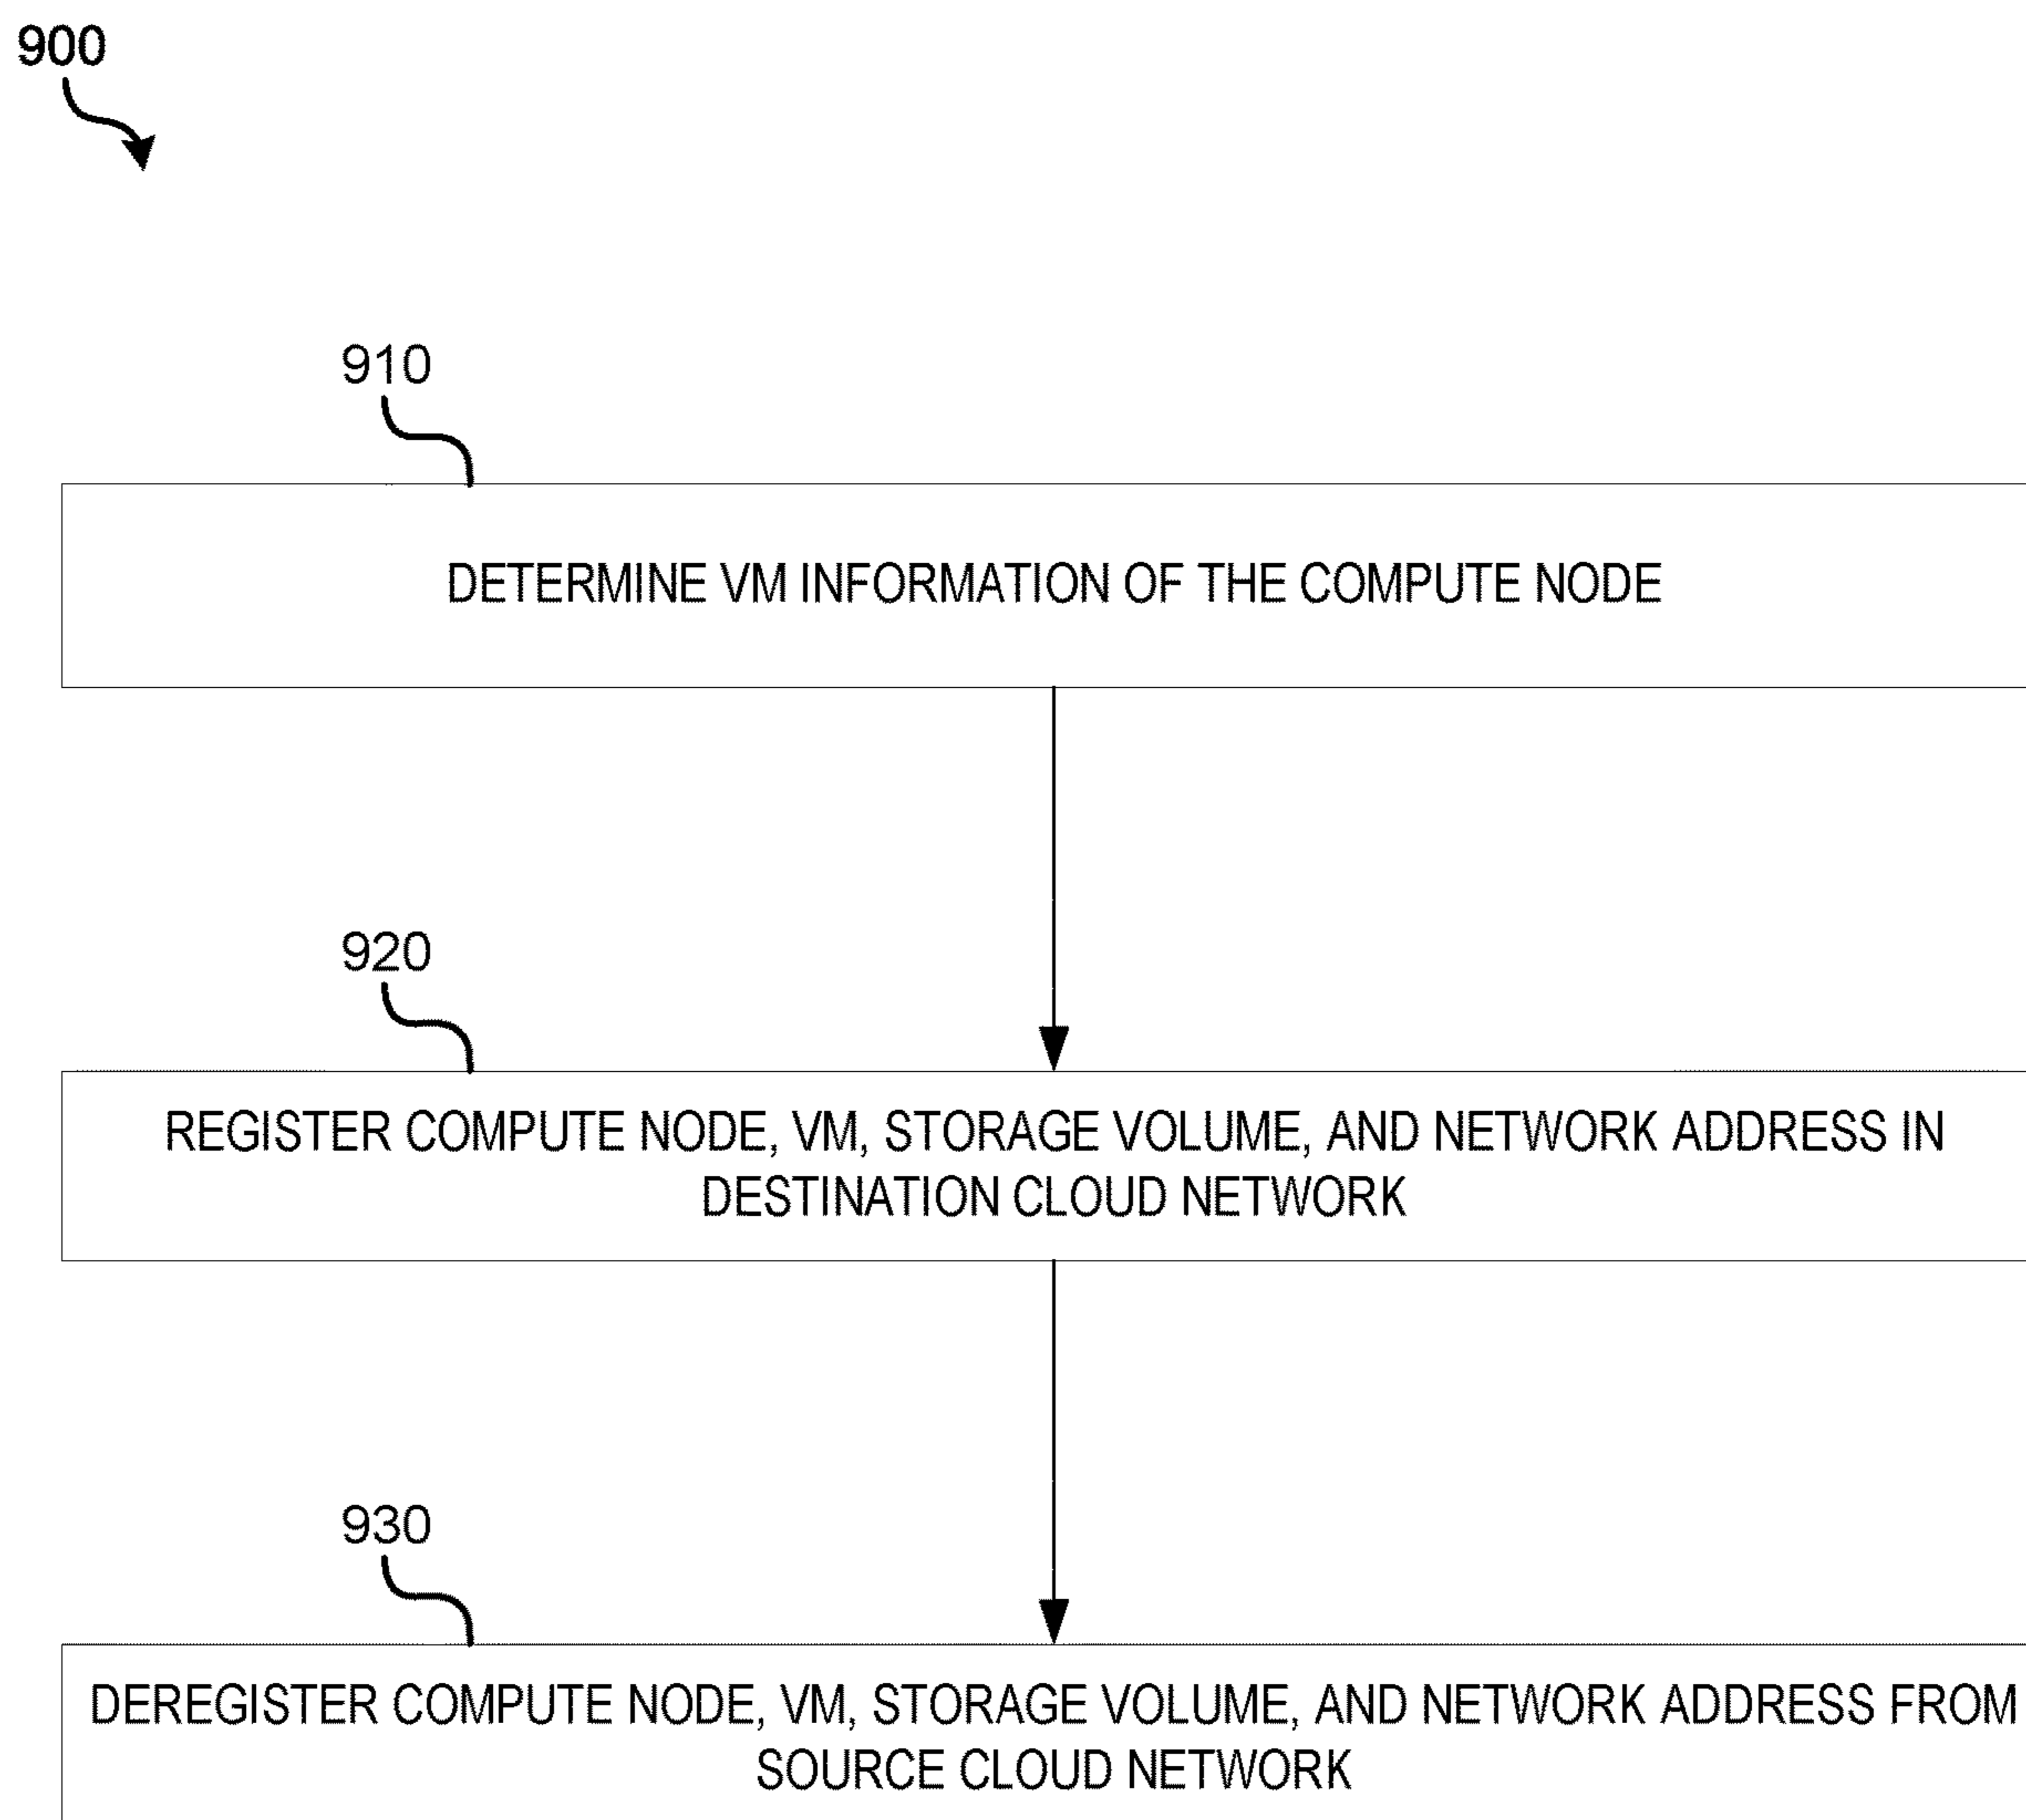 900
910
DETERMINE VM INFORMATION OF THE COMPUTE NODE
920
REGISTER COMPUTE NODE, VM, STORAGE VOLUME, AND NETWORK ADDRESS IN
DESTINATION CLOUD NETWORK
930
DEREGISTER COMPUTE NODE, VM, STORAGE VOLUME, AND NETWORK ADDRESS FROM
SOURCE CLOUD NETWORK